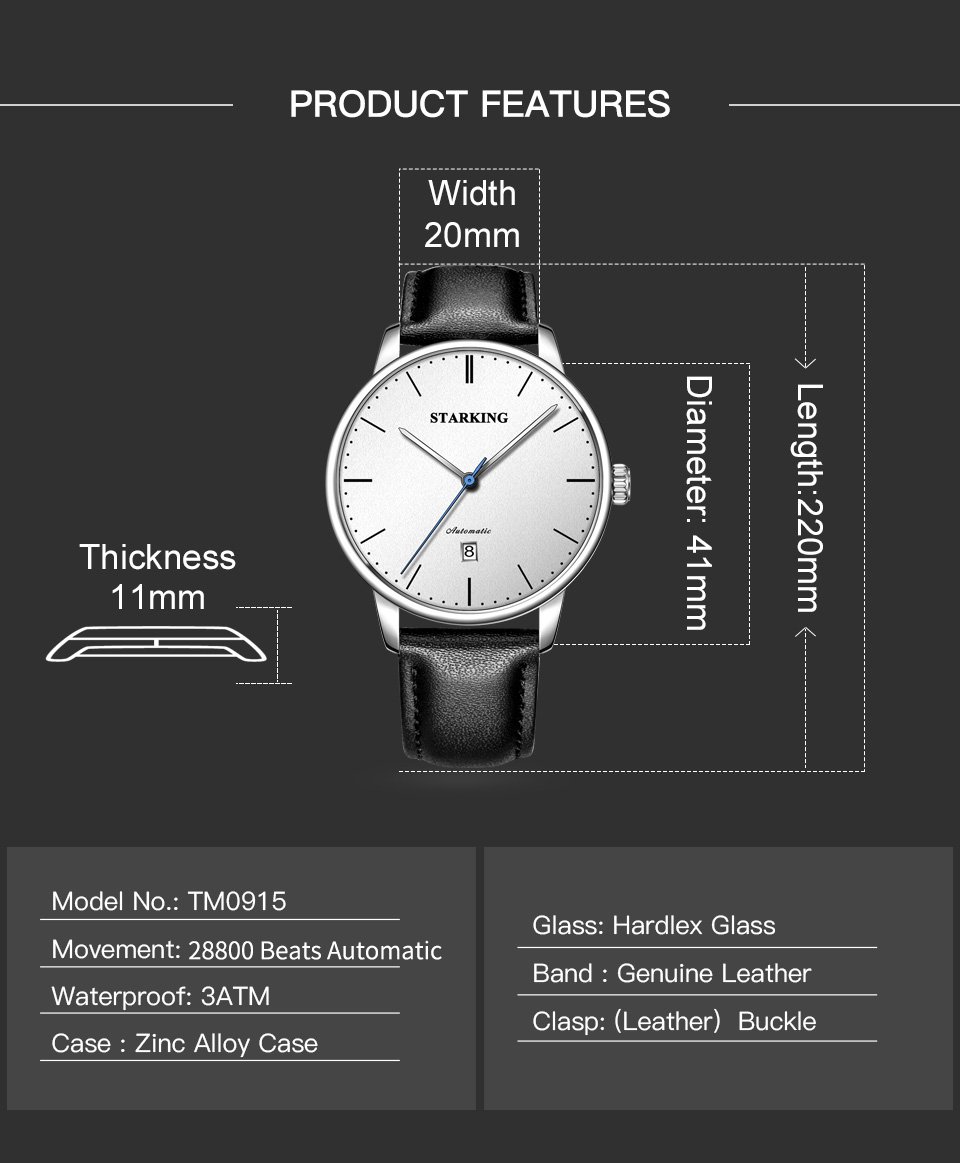 PRODUCT FEATURES
Width
20mm
STARKING
Automatic
8
Diameter: 41mm
Length:220mm
Thickness
11mm
Model No.: TM0915
Movement: 28800 Beats Automatic
Waterproof: 3ATM
Case : Zinc Alloy Case
Glass: Hardlex Glass
Band : Genuine Leather
Clasp: (Leather) Buckle